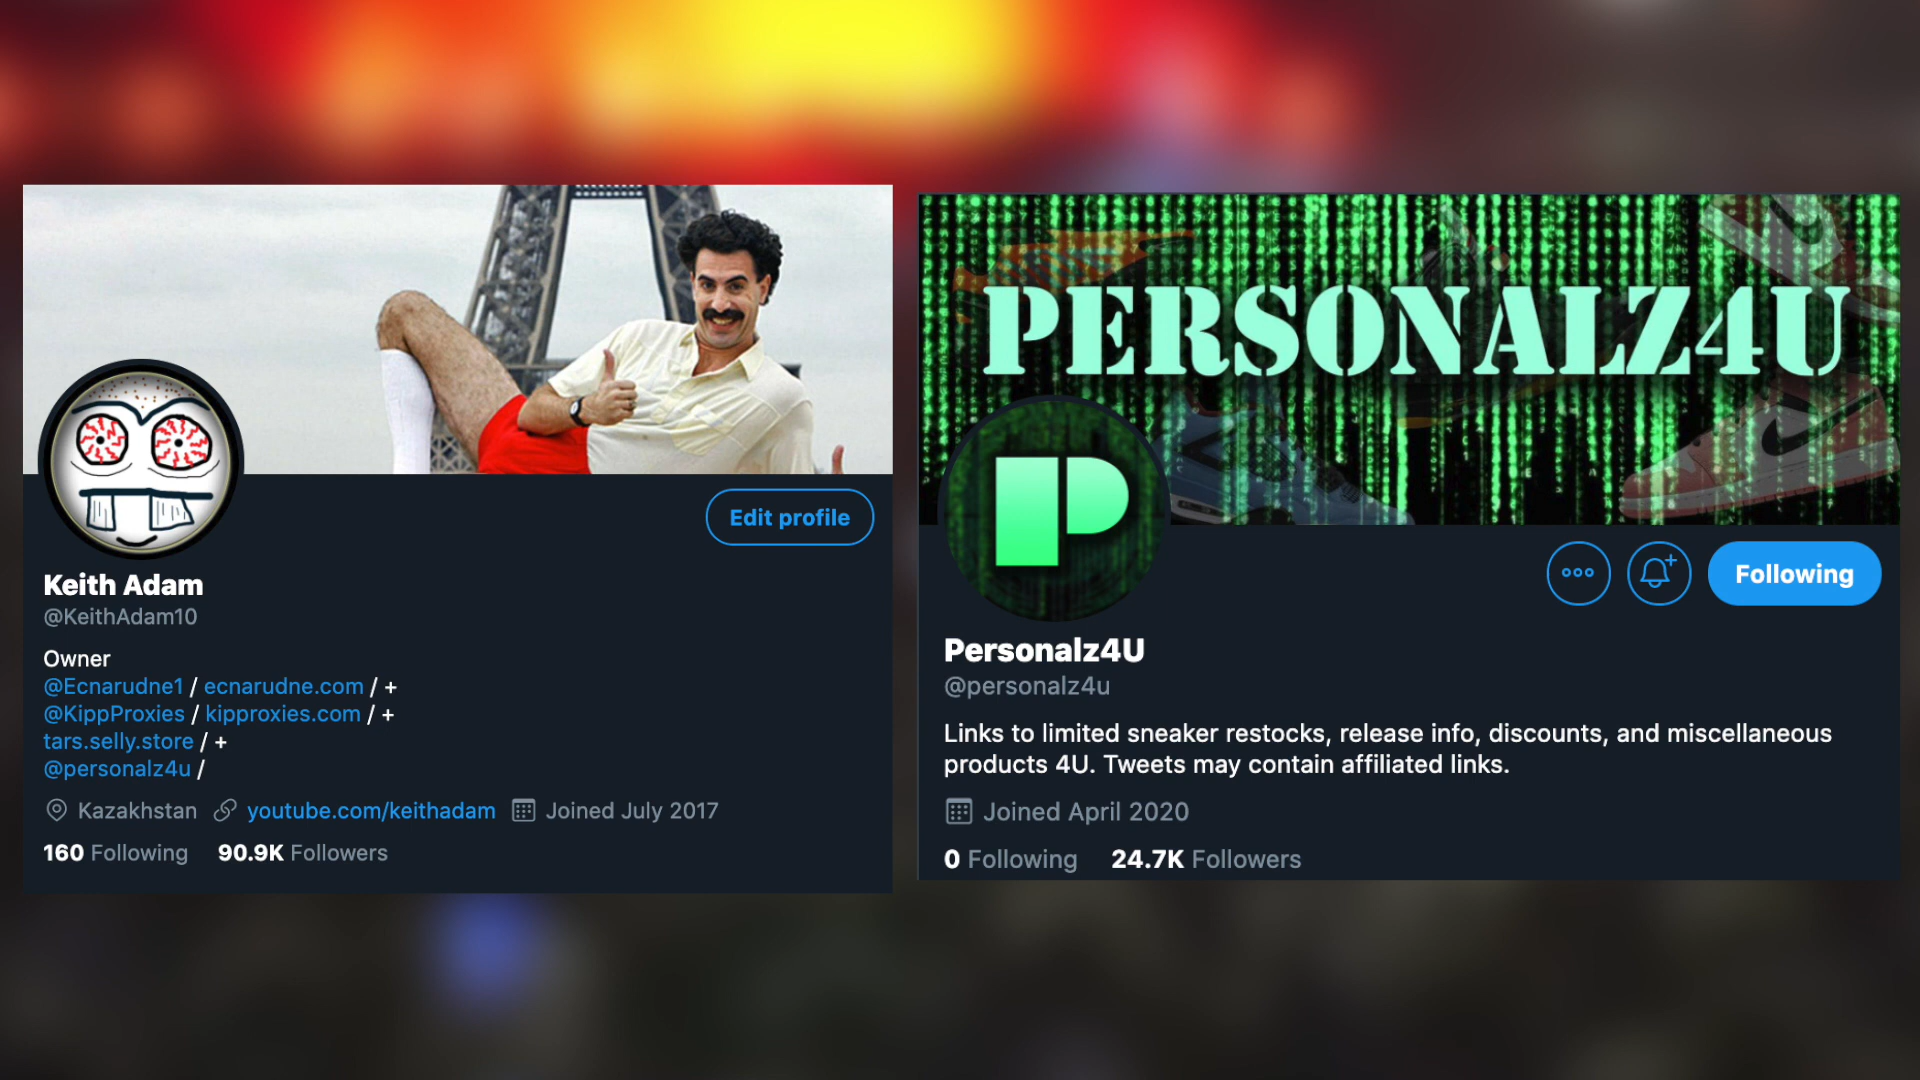 Edit profile
Keith Adam
@KeithAdam10
Owner
@Ecnarudne1 / ecnarudne.com / +
@KippProxies / kipproxies.com / +
tars.selly.store / +
@personalz4u /
Kazakhstan youtube.com/keithadam Joined July 2017
160 Following 90.9K Followers
PERSONALZ4U
P
Following
Personalz4U
@personalz4u
Links to limited sneaker restocks, release info, discounts, and miscellaneous
products 4U. Tweets may contain affiliated links.
Joined April 2020
0 Following 24.7K Followers